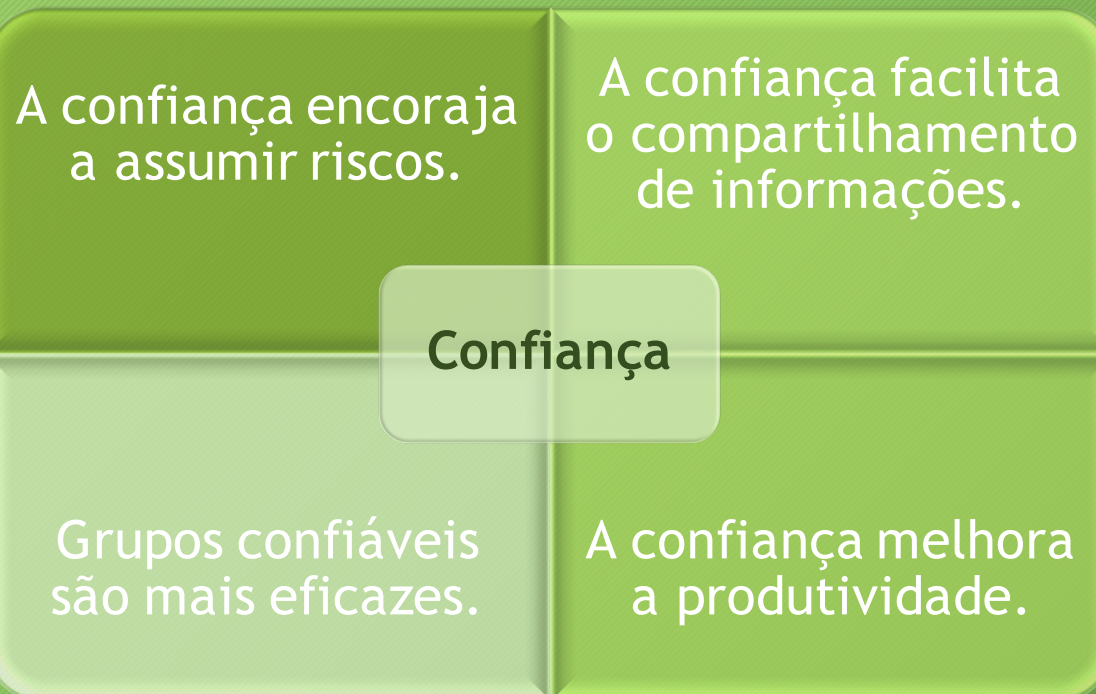 A confiança encoraja
a assumir riscos.
A confiança facilita
o compartilhamento
de informações.
Confiança
Grupos confiáveis
são mais eficazes.
A confiança melhora
a produtividade.